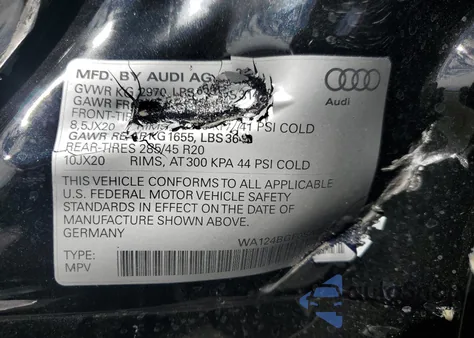 MFD. BY AUDI AG
GVWR KG 2970, LBS
GAWR
Audi
FRONT-TI
8,5JX20 RIMS, 41 PSI COLD
GAWR KG 1655, LBS
REAR-TIRES 285/45 R20
10JX20 RIMS, AT 300 KPA 44 PSI COLD
THIS VEHICLE CONFORMS TO ALL APPLICABLE
U.S. FEDERAL MOTOR VEHICLE SAFETY
STANDARDS IN EFFECT ON THE DATE OF
MANUFACTURE SHOWN ABOVE.
GERMANY
WA124BG
TYPE:
MPV